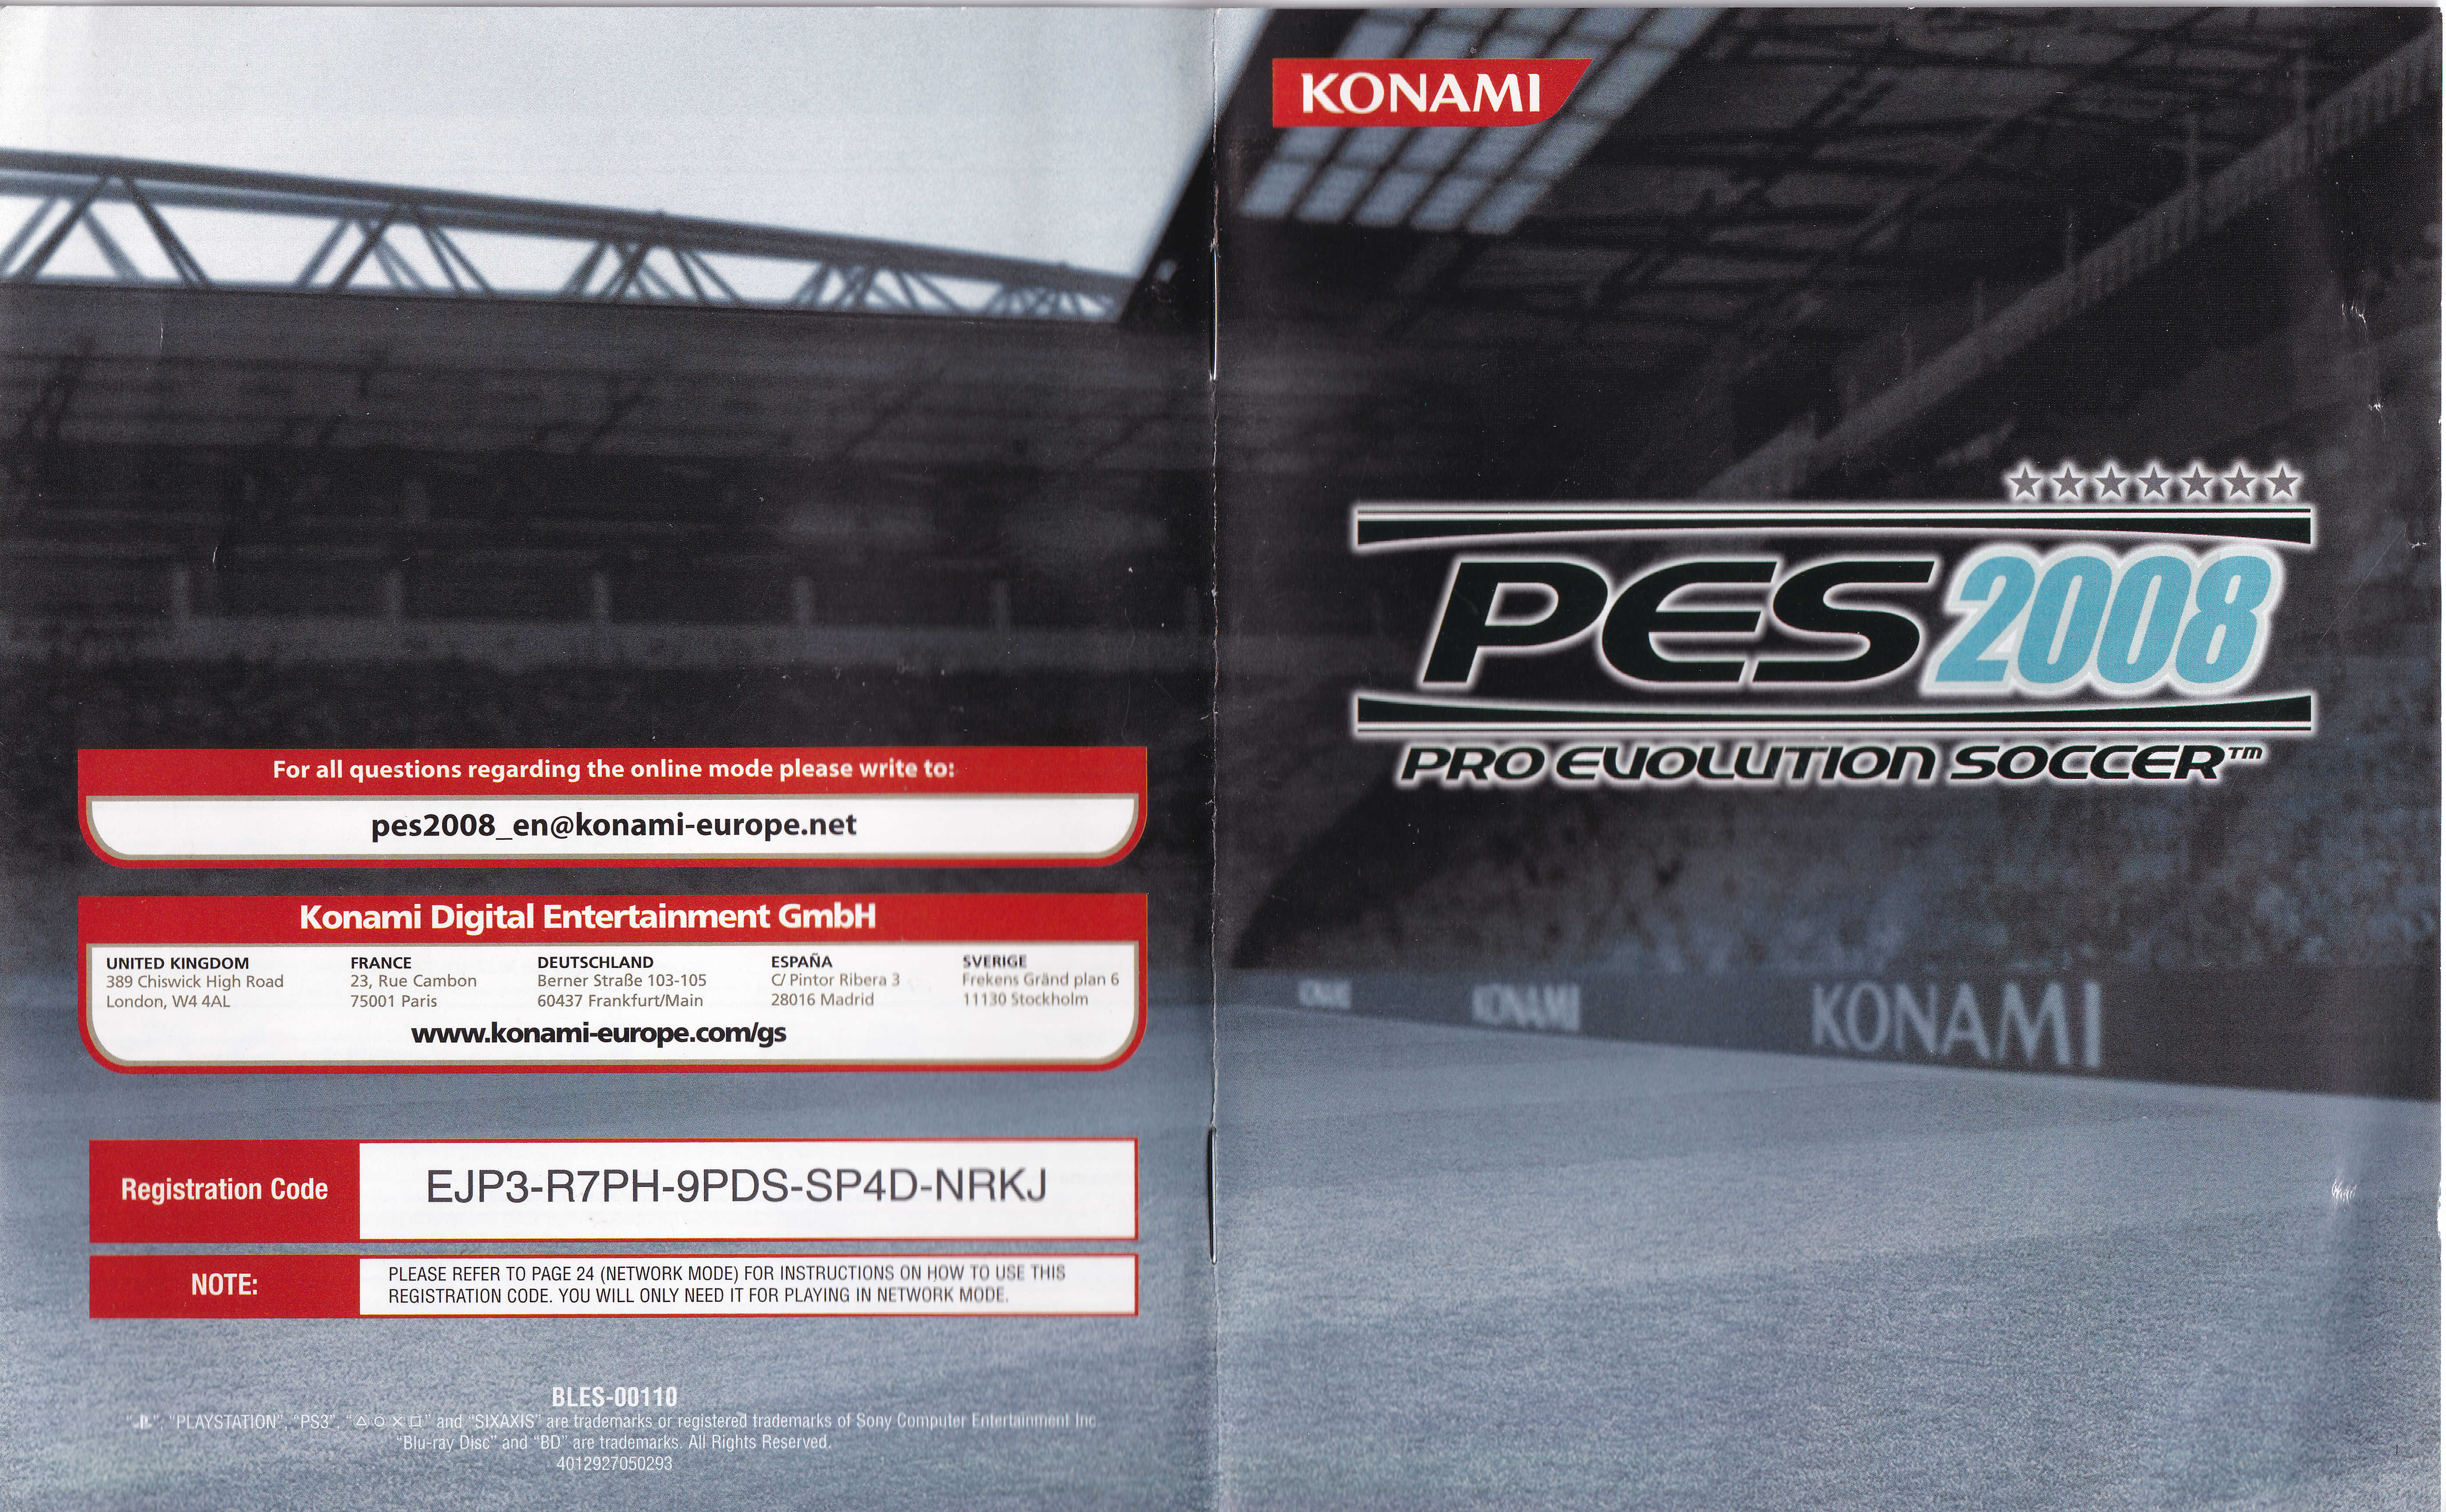 For all questions regarding the online mode please write to:
pes2008_en@konami-europe.net
Konami Digital Entertainment GmbH
UNITED KINGDOM
389 Chiswick High Road
London, W4 4AL
FRANCE
23, Rue Cambon
75001 Paris
DEUTSCHLAND
Berner Straße 103-105
60437 Frankfurt/Main
ESPAÑA
C/ Pintor Ribera 3
28016 Madrid
SVERIGE
Frekens Gränd plan 6
11130 Stockholm
www.konami-europe.com/gs
Registration Code
EJP3-R7PH-9PDS-SP4D-NRKJ
NOTE:
PLEASE REFER TO PAGE 24 (NETWORK MODE) FOR INSTRUCTIONS ON HOW TO USE THIS
REGISTRATION CODE. YOU WILL ONLY NEED IT FOR PLAYING IN NETWORK MODE.
BLES-00110
“PLAYSTATION”, “PS3”, “△○×□” and “SIXAXIS” are trademarks or registered trademarks of Sony Computer Entertainment Inc.
“Blu-ray Disc” and “BD” are trademarks. All Rights Reserved.
4012927050293
KONAMI
PES2008
PRO EVOLUTION SOCCER™
KONAMI
KONAMI
KONAMI